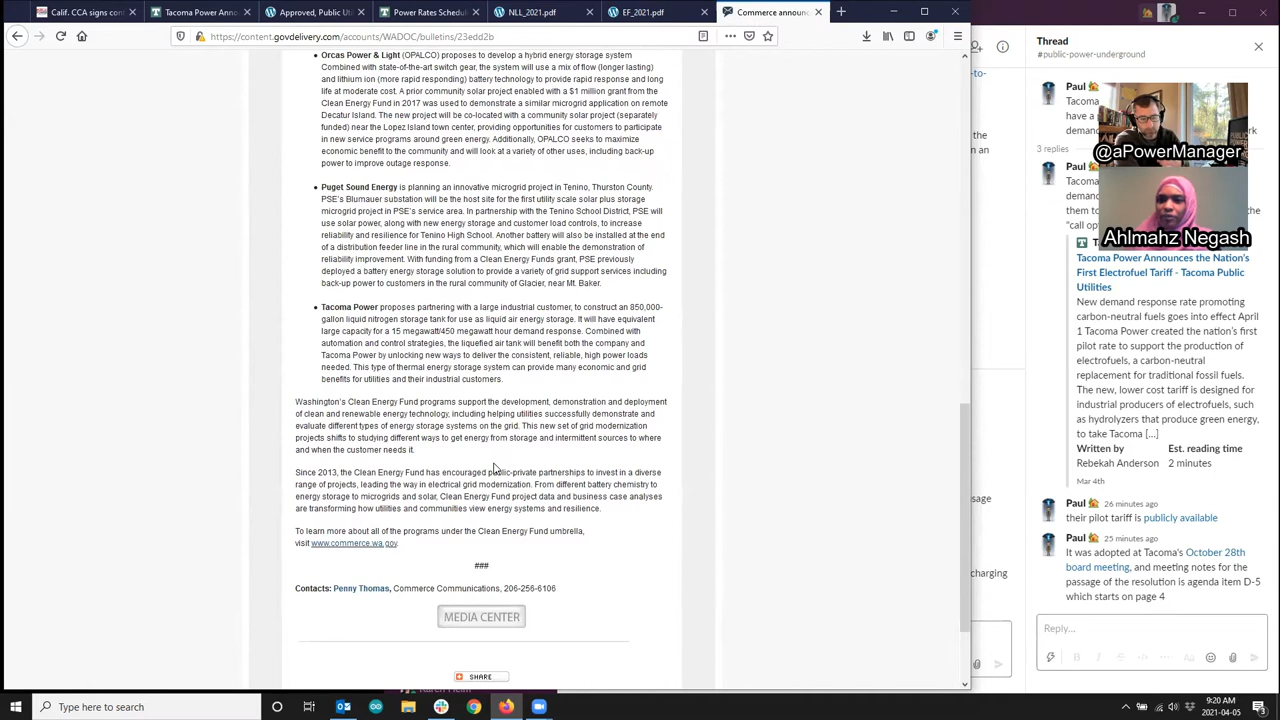 Calif. CCA signs cont
Tacoma Power Anno
Approved, Public Ut
Power Rates Schedul
NLL_2021.pdf
EF_2021.pdf
Commerce announ
https://content.govdelivery.com/accounts/WADOC/bulletins/23edd2b
Orcas Power & Light (OPALCO) proposes to develop a hybrid energy storage system
Combined with state-of-the-art switch gear, the system will use a mix of flow (longer lasting)
and lithium ion (more rapid responding) battery technology to provide rapid response and long
life at moderate cost. A prior community solar project enabled with a $1 million grant from the
Clean Energy Fund in 2017 was used to demonstrate a similar microgrid application on remote
Decatur Island. The new project will be co-located with a community solar project (separately
funded) near the Lopez Island town center, providing opportunities for customers to participate
in new service programs around green energy. Additionally, OPALCO seeks to maximize
economic benefit to the community and will look at a variety of other uses, including back-up
power to improve outage response.
Puget Sound Energy is planning an innovative microgrid project in Tenino, Thurston County.
PSE's Blumauer substation will be the host site for the first utility scale solar plus storage
microgrid project in PSE's service area. In partnership with the Tenino School District, PSE will
use solar power, along with new energy storage and customer load controls, to increase
reliability and resilience for Tenino High School. Another battery will also be installed at the end
of a distribution feeder line in the rural community, which will enable the demonstration of
reliability improvement. With funding from a Clean Energy Funds grant, PSE previously
deployed a battery energy storage solution to provide a variety of grid support services including
back-up power to customers in the rural community of Glacier, near Mt. Baker.
Tacoma Power proposes partnering with a large industrial customer, to construct an 850,000-
gallon liquid nitrogen storage tank for use as liquid air energy storage. It will have equivalent
large capacity for a 15 megawatt/450 megawatt hour demand response. Combined with
automation and control strategies, the liquefied air tank will benefit both the company and
Tacoma Power by unlocking new ways to deliver the consistent, reliable, high power loads
needed. This type of thermal energy storage system can provide many economic and grid
benefits for utilities and their industrial customers.
Washington's Clean Energy Fund programs support the development, demonstration and deployment
of clean and renewable energy technology, including helping utilities successfully demonstrate and
evaluate different types of energy storage systems on the grid. This new set of grid modernization
projects shifts to studying different ways to get energy from storage and intermittent sources to where
and when the customer needs it.
Since 2013, the Clean Energy Fund has encouraged public-private partnerships to invest in a diverse
range of projects, leading the way in electrical grid modernization. From different battery chemistry to
energy storage to microgrids and solar, Clean Energy Fund project data and business case analyses
are transforming how utilities and communities view energy systems and resilience.
To learn more about all of the programs under the Clean Energy Fund umbrella,
visit www.commerce.wa.gov.
###
Contacts: Penny Thomas, Commerce Communications, 206-256-6106
MEDIA CENTER
SHARE
-to-
the
n an
sage
charging
Thread
#public-power-underground
Paul
Tacoma
have a
demand
3 replies
Paul
Tacoma
demand
them to
"call op
@aPowerManager
Ahlmahz Negash
T
Tacoma Power Announces the Nation's
First Electrofuel Tariff - Tacoma Public
Utilities
New demand response rate promoting
carbon-neutral fuels goes into effect April
1 Tacoma Power created the nation's first
pilot rate to support the production of
electrofuels, a carbon-neutral
replacement for traditional fossil fuels.
The new, lower cost tariff is designed for
industrial producers of electrofuels, such
as hydrolyzers that produce green energy,
to take Tacoma […]
Written by Est. reading time
Rebekah Anderson 2 minutes
Mar 4th
Paul 26 minutes ago
their pilot tariff is publicly available
Paul 25 minutes ago
It was adopted at Tacoma's October 28th
board meeting, and meeting notes for the
passage of the resolution is agenda item D-5
which starts on page 4
Reply...
Type here to search
9:20 AM
2021-04-05